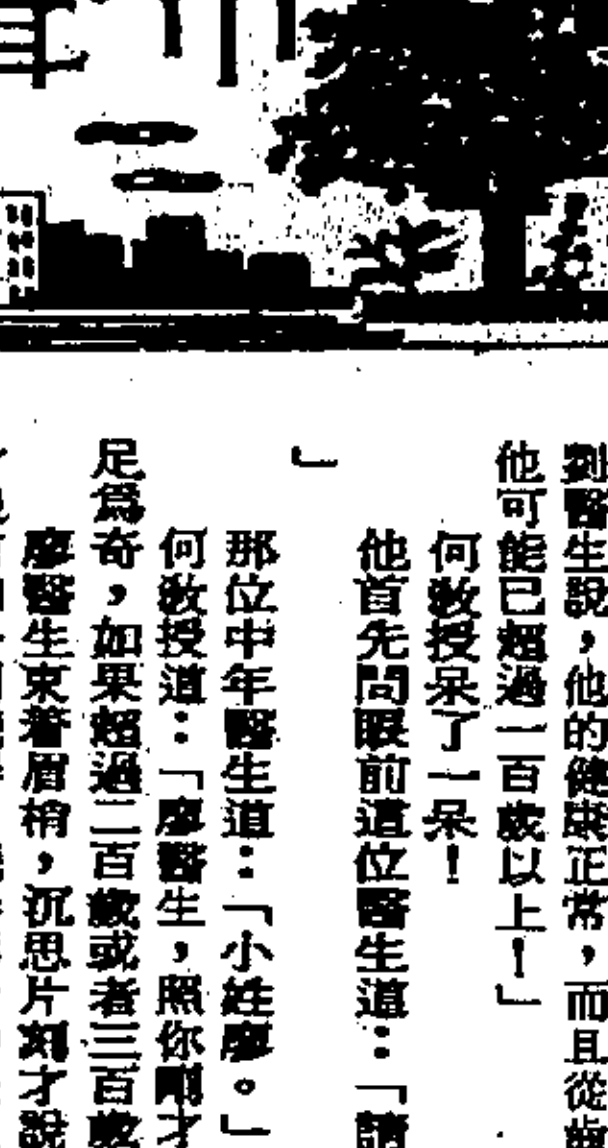 劉醫生說，他的健康正常，而且從齒
他可能已超過一百歲以上！」
何敎授呆了一呆！
他首先問眼前這位醫生道：「請
」
那位中年醫生道：「小姓廖。」
何敎授道：「廖醫生，照你剛才
足爲奇，如果超過二百歲或者三百歲
廖醫生束着眉梢，沉思片刻才說